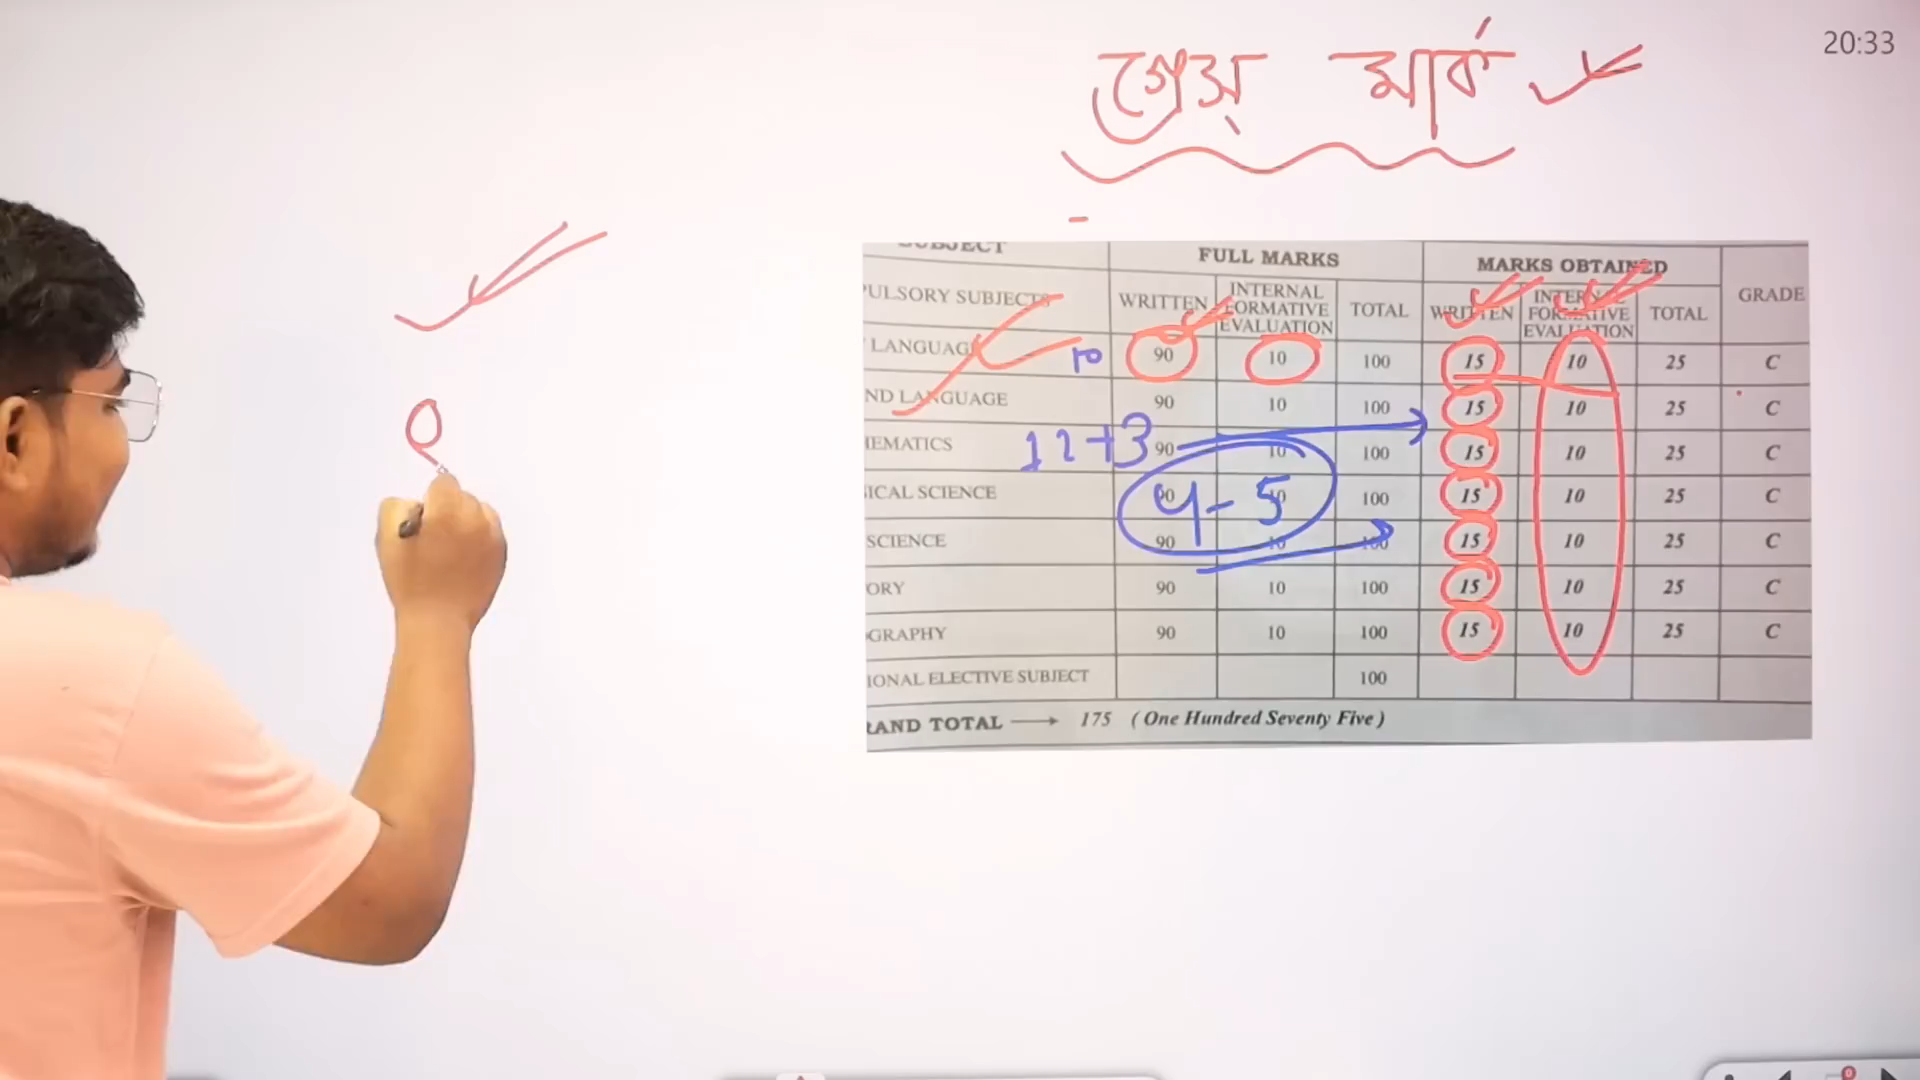 20:33
গ্রেস্ মার্ক
SUBJECT FULL MARKS MARKS OBTAINED GRADE
PULSORY SUBJECTS WRITTEN INTERNAL FORMATIVE EVALUATION TOTAL WRITTEN INTERNAL FORMATIVE EVALUATION TOTAL
LANGUAGE 10 90 10 100 15 10 25 C
ND LANGUAGE 90 10 100 15 10 25 C
HEMATICS 12+3 90 10 100 15 10 25 C
ICAL SCIENCE 90 10 100 15 10 25 C
4-5
SCIENCE 90 10 100 15 10 25 C
ORY 90 10 100 15 10 25 C
GRAPHY 90 10 100 15 10 25 C
IONAL ELECTIVE SUBJECT 100
RAND TOTAL → 175 (One Hundred Seventy Five)